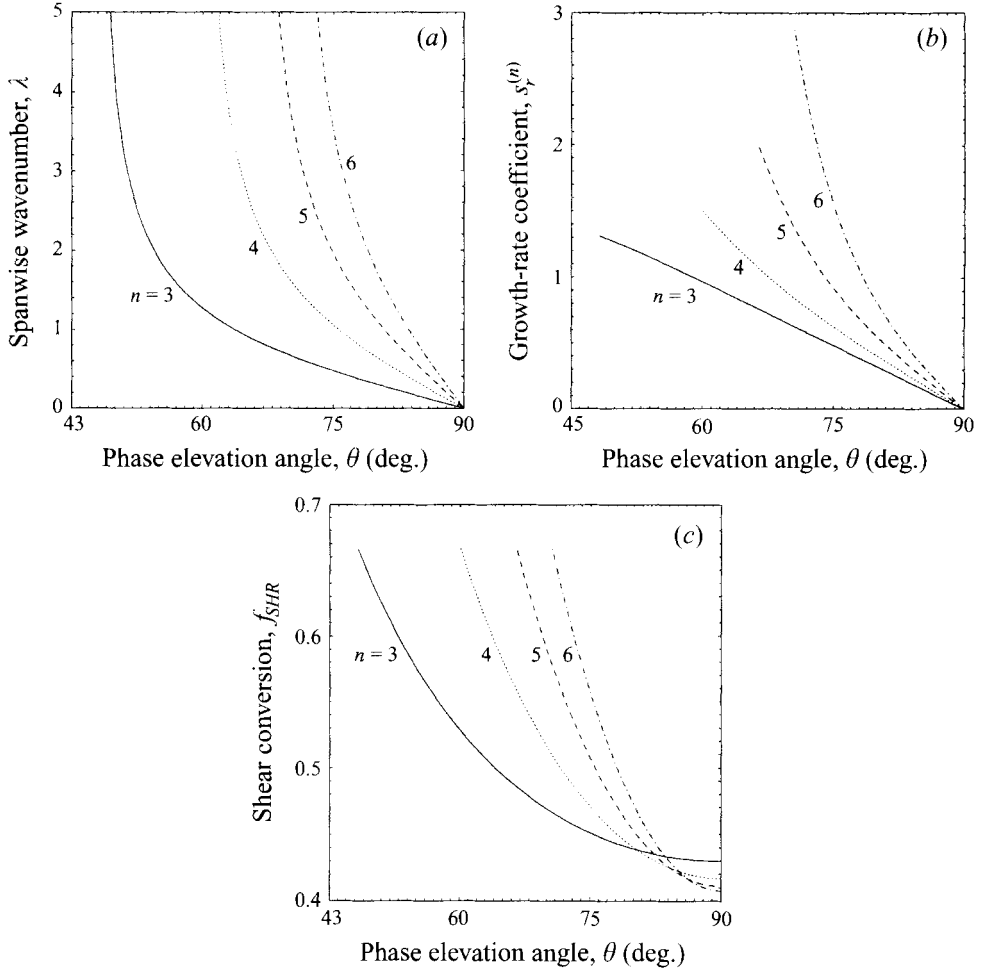 (a)
Spanwise wavenumber, λ
5
4
3
2
1
0
n = 3
4
5
6
43
60
75
90
Phase elevation angle, θ (deg.)
(b)
Growth-rate coefficient, s_r^(n)
3
2
1
0
n = 3
4
5
6
45
60
75
90
Phase elevation angle, θ (deg.)
(c)
Shear conversion, f_SHR
0.7
0.6
0.5
0.4
n = 3
4
5
6
43
60
75
90
Phase elevation angle, θ (deg.)